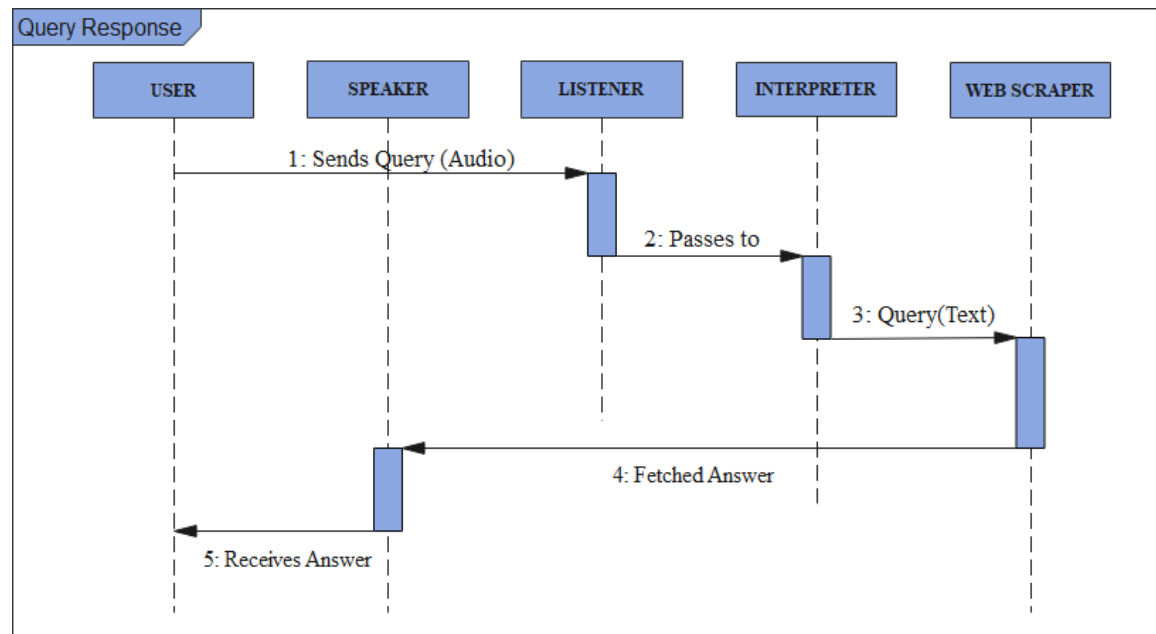 Query Response
USER
SPEAKER
LISTENER
INTERPRETER
WEB SCRAPER
1: Sends Query (Audio)
2: Passes to
3: Query(Text)
4: Fetched Answer
5: Receives Answer